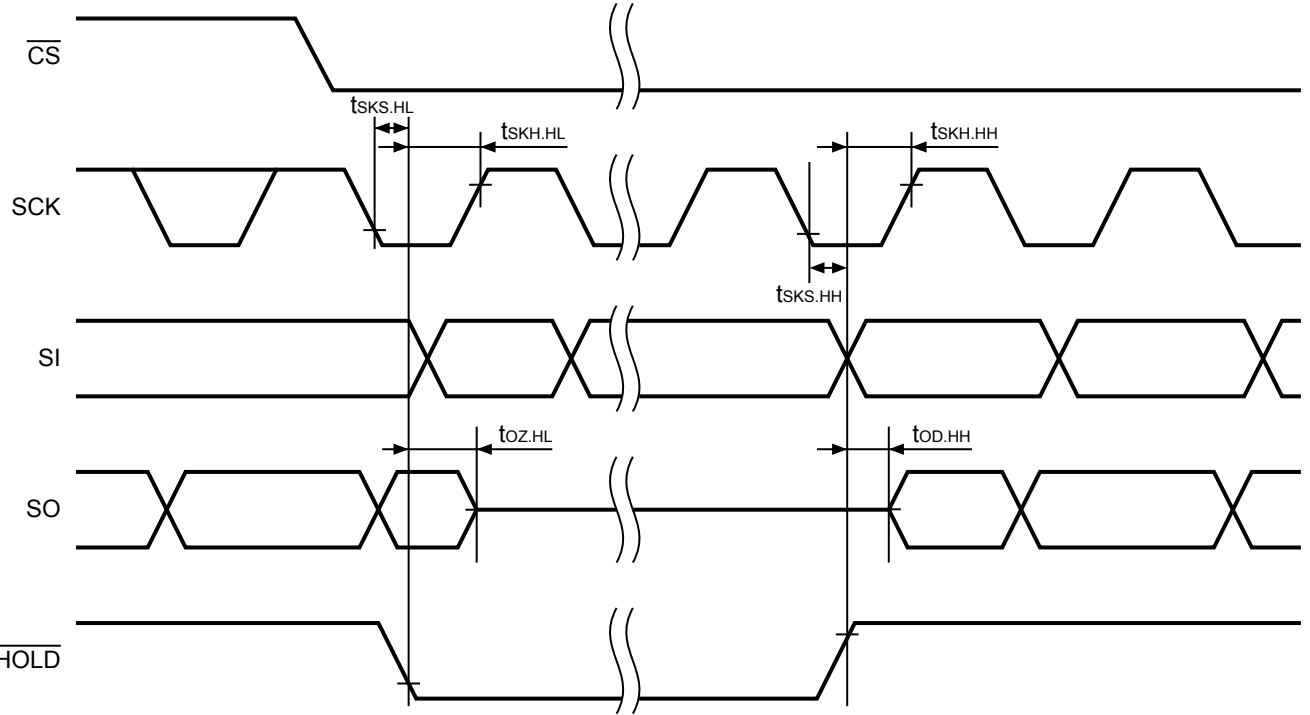 CS
tSKS.HL
tSKH.HL
tSKH.HH
SCK
tSKS.HH
SI
tOZ.HL
tOD.HH
SO
HOLD